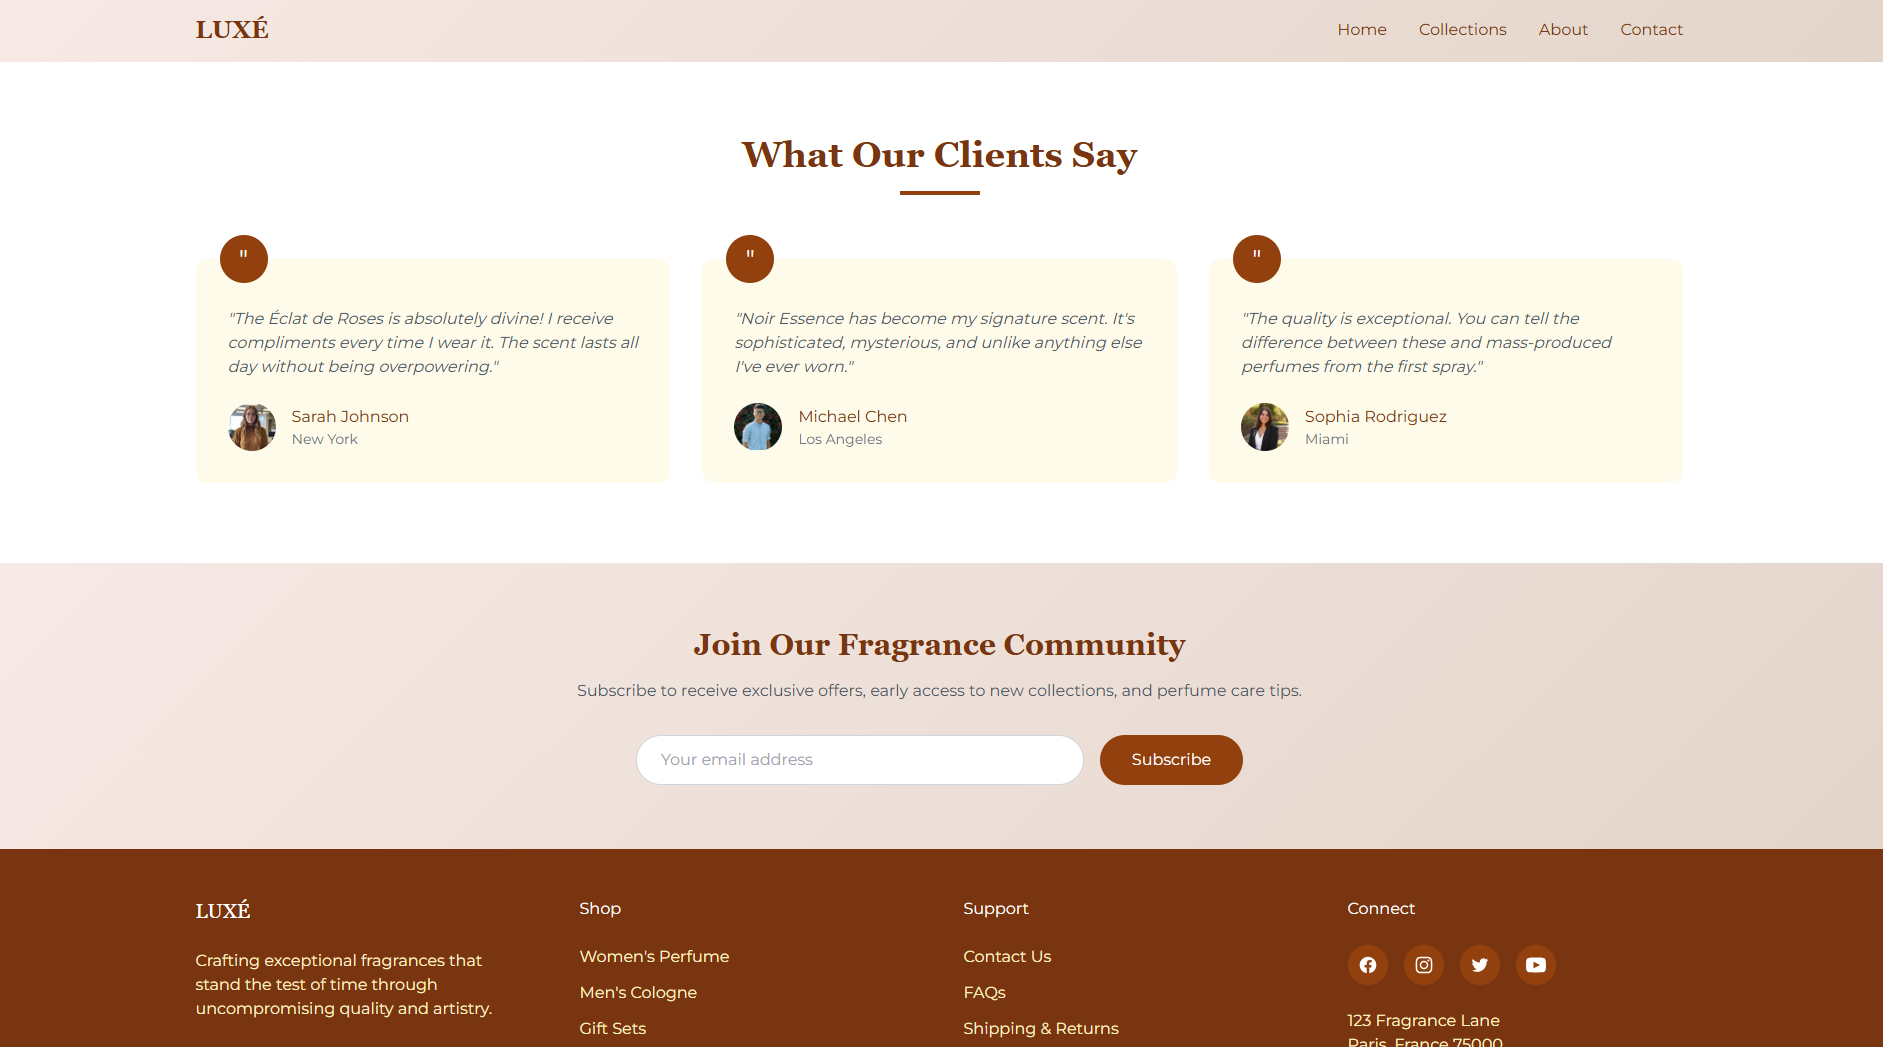 LUXÉ
Home
Collections
About
Contact
What Our Clients Say
"
"The Éclat de Roses is absolutely divine! I receive
compliments every time I wear it. The scent lasts all
day without being overpowering."
Sarah Johnson
New York
"
"Noir Essence has become my signature scent. It's
sophisticated, mysterious, and unlike anything else
I've ever worn."
Michael Chen
Los Angeles
"
"The quality is exceptional. You can tell the
difference between these and mass-produced
perfumes from the first spray."
Sophia Rodriguez
Miami
Join Our Fragrance Community
Subscribe to receive exclusive offers, early access to new collections, and perfume care tips.
Your email address
Subscribe
LUXÉ
Crafting exceptional fragrances that
stand the test of time through
uncompromising quality and artistry.
Shop
Women's Perfume
Men's Cologne
Gift Sets
Support
Contact Us
FAQs
Shipping & Returns
Connect
123 Fragrance Lane
Paris, France 75000